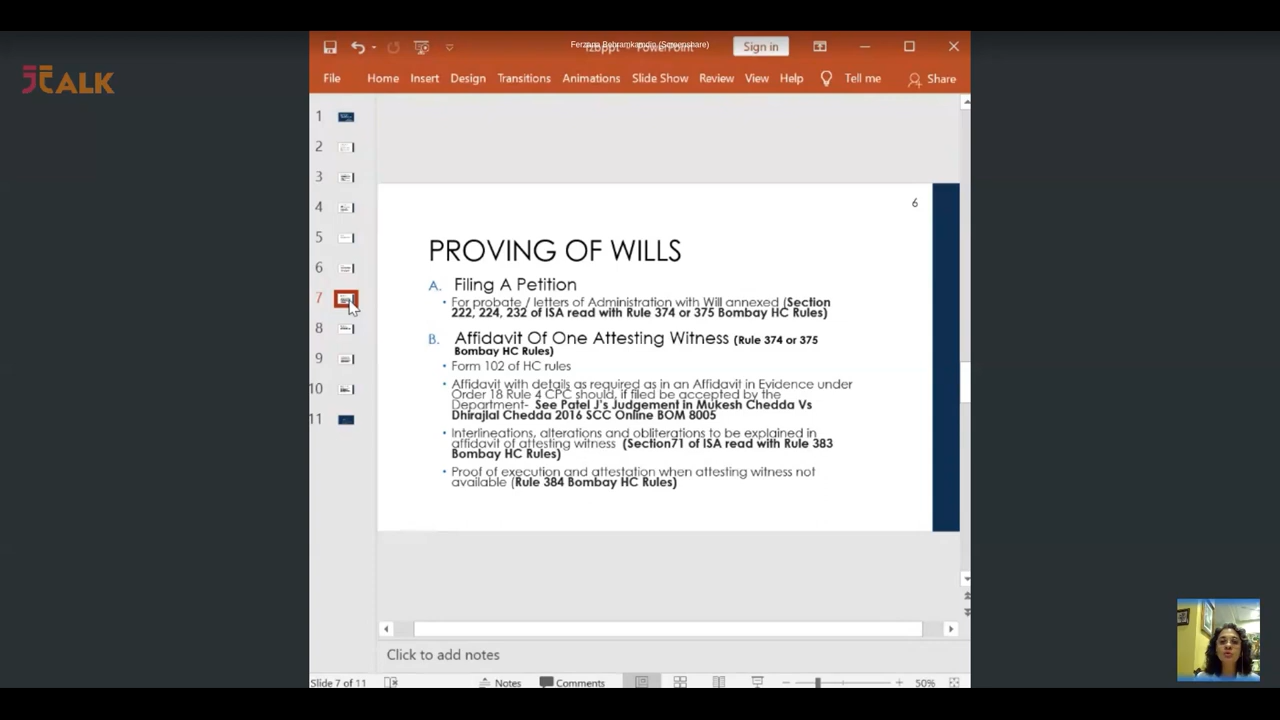 Ferzana Behramkamdin (Screenshare)
Sign in
JTALK
File Home Insert Design Transitions Animations Slide Show Review View Help Tell me Share
1
2
3
4
5
6
7
8
9
10
11
6
PROVING OF WILLS
A. Filing A Petition
• For probate / letters of Administration with Will annexed (Section
222, 224, 232 of ISA read with Rule 374 or 375 Bombay HC Rules)
B. Affidavit Of One Attesting Witness (Rule 374 or 375
Bombay HC Rules)
• Form 102 of HC rules
• Affidavit with details as required as in an Affidavit in Evidence under
Order 18 Rule 4 CPC should, if filed be accepted by the
Department- See Patel J's Judgement in Mukesh Chedda Vs
Dhirajlal Chedda 2016 SCC Online BOM 8005
• Interlineations, alterations and obliterations to be explained in
affidavit of attesting witness (Section71 of ISA read with Rule 383
Bombay HC Rules)
• Proof of execution and attestation when attesting witness not
available (Rule 384 Bombay HC Rules)
Click to add notes
Slide 7 of 11 Notes Comments 50%